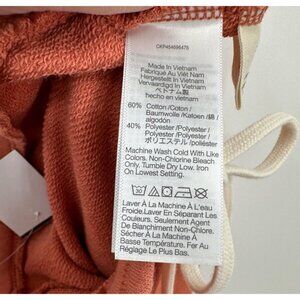 Made in Vietnam
Fabriqué Au Viêt Nam
Hergestellt In Vietnam
Vervaardigd In Vietnam
ベトナム製
hecho en vietnam
60% Cotton/Coton/
Baumwolle/Katoen/綿/
algodón
40% Polyester/Polyester/
Polyester/Polyester/
ポリエステル/poliéster
Machine Wash Cold With Like
Colors. Non-Chlorine Bleach
Only. Tumble Dry Low. Iron
on Lowest Setting.
Laver À La Machine À Eau
Froide.Laver En Séparant Les
Couleurs. Seulement Agent
De Blanchiment Non-Chlore.
Sécher À La Machine À
Basse Température. Fer Au
Réglage Le Plus Bas.